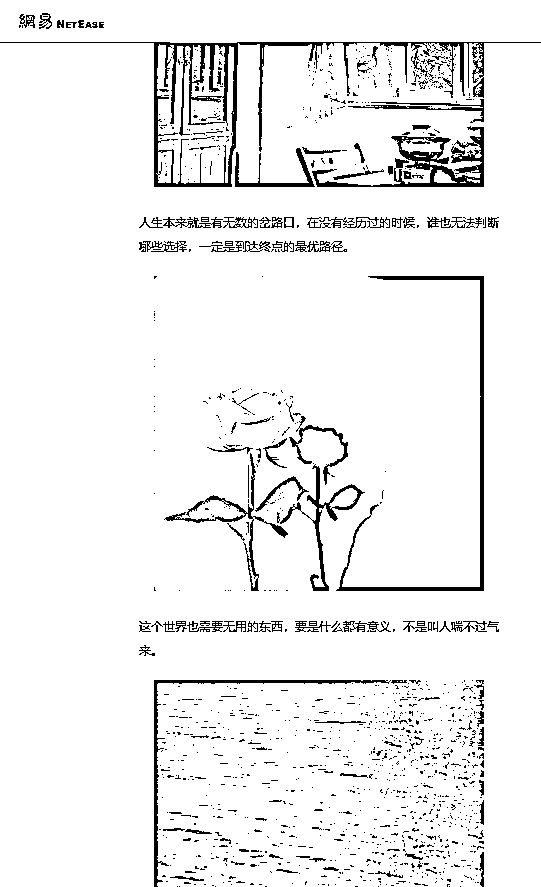 網易 NETEASE
人生本来就是有无数的岔路口，在没有经历过的时候，谁也无法判断
哪些选择，一定是到达终点的最优路径。
这个世界也需要无用的东西，要是什么都有意义，不是叫人喘不过气
来。